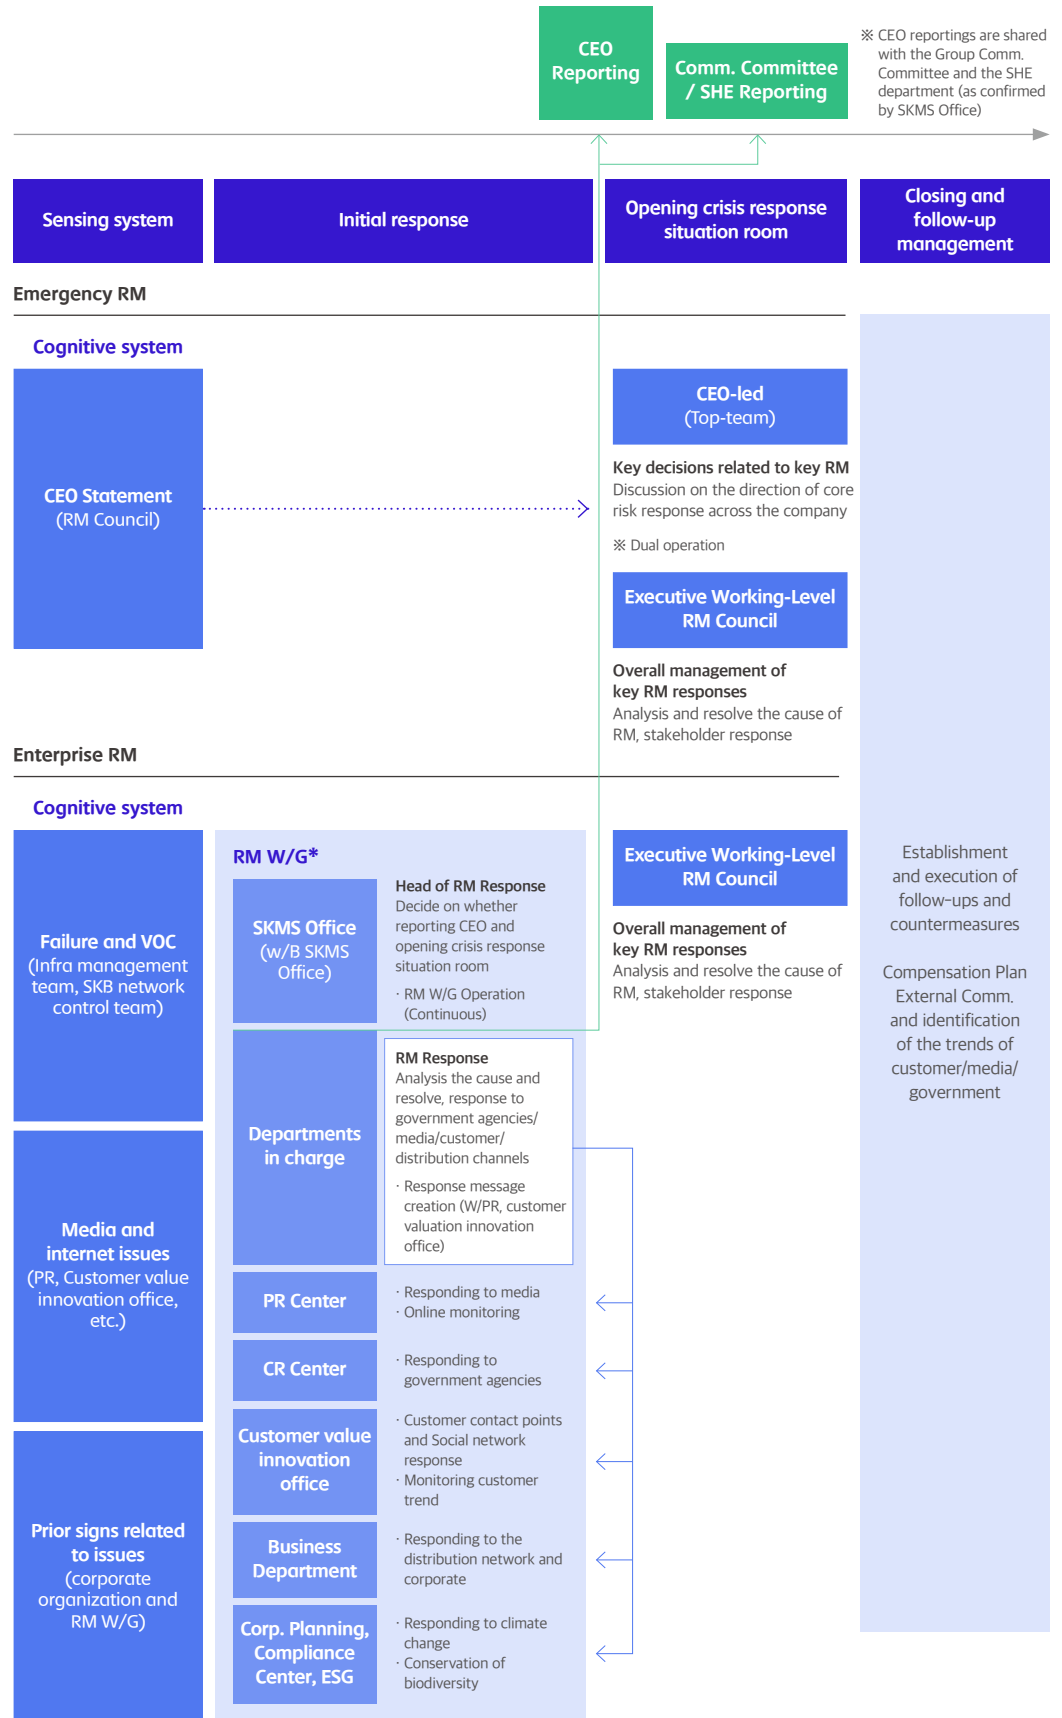 CEO
Reporting
Comm. Committee
/ SHE Reporting
※ CEO reportings are shared
with the Group Comm.
Committee and the SHE
department (as confirmed
by SKMS Office)
Sensing system
Initial response
Opening crisis response
situation room
Closing and
follow-up
management
Emergency RM
Cognitive system
CEO Statement
(RM Council)
CEO-led
(Top-team)
Key decisions related to key RM
Discussion on the direction of core
risk response across the company
※ Dual operation
Executive Working-Level
RM Council
Overall management of
key RM responses
Analysis and resolve the cause of
RM, stakeholder response
Enterprise RM
Cognitive system
Failure and VOC
(Infra management
team, SKB network
control team)
Media and
internet issues
(PR, Customer value
innovation office,
etc.)
Prior signs related
to issues
(corporate
organization and
RM W/G)
RM W/G*
SKMS Office
(w/B SKMS
Office)
Head of RM Response
Decide on whether
reporting CEO and
opening crisis response
situation room
· RM W/G Operation
(Continuous)
Departments
in charge
RM Response
Analysis the cause and
resolve, response to
government agencies/
media/customer/
distribution channels
· Response message
creation (W/PR, customer
valuation innovation
office)
PR Center
· Responding to media
· Online monitoring
CR Center
· Responding to
government agencies
Customer value
innovation
office
· Customer contact points
and Social network
response
· Monitoring customer
trend
Business
Department
· Responding to the
distribution network and
corporate
Corp. Planning,
Compliance
Center, ESG
· Responding to climate
change
· Conservation of
biodiversity
Executive Working-Level
RM Council
Overall management of
key RM responses
Analysis and resolve the cause of
RM, stakeholder response
Establishment
and execution of
follow-ups and
countermeasures
Compensation Plan
External Comm.
and identification
of the trends of
customer/media/
government